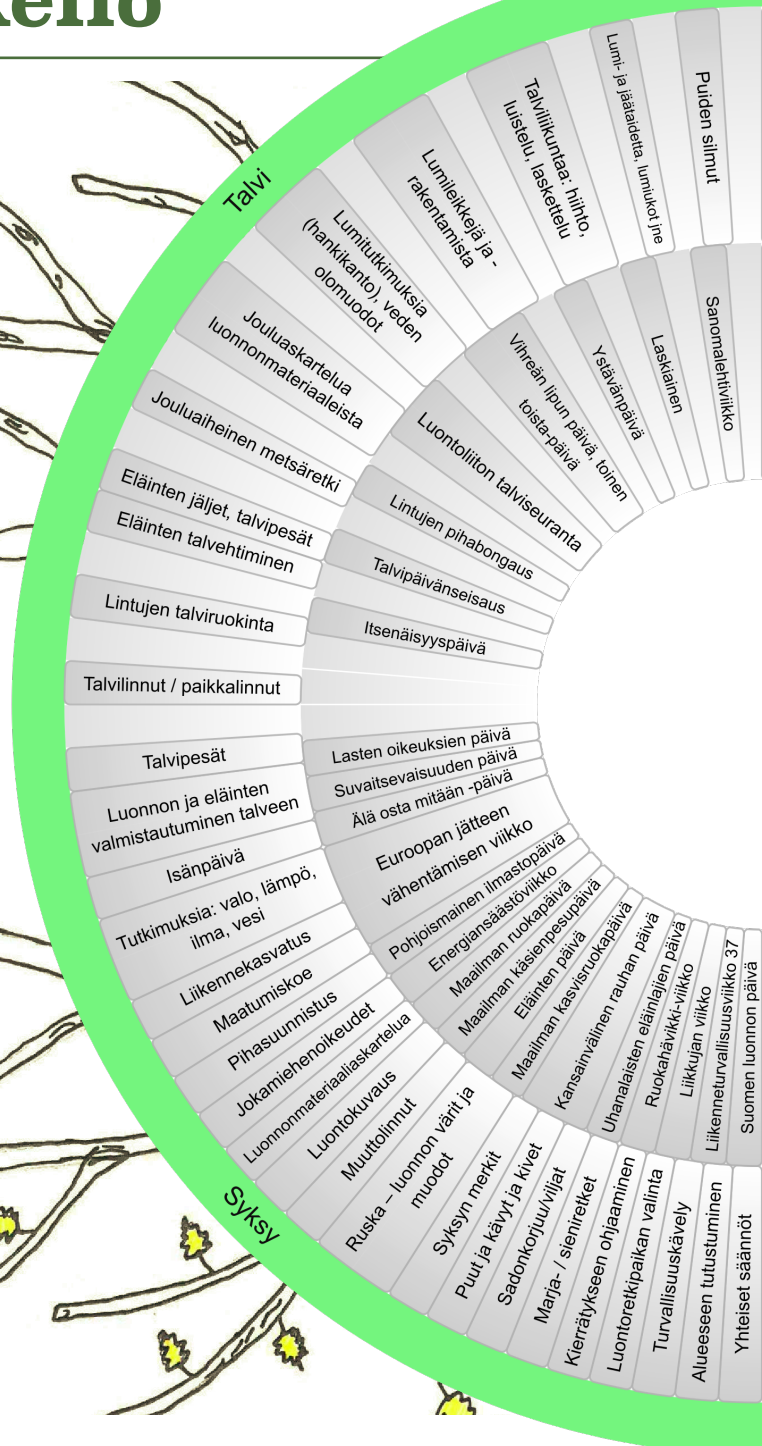 Talvi
Puiden silmut
Lumi- ja jäätaidetta, lumiukot jne
Talviliikuntaa: hiihto,
luistelu, laskettelu
Lumileikkejä ja -
rakentamista
Lumitutkimuksia
(hankikanto), veden
olomuodot
Jouluaskartelua
luonnonmateriaaleista
Jouluaiheinen metsäretki
Eläinten jäljet, talvipesät
Eläinten talvehtiminen
Lintujen talviruokinta
Talvilinnut / paikkalinnut
Sanomalehtiviikko
Laskiainen
Ystävänpäivä
Vihreän lipun päivä, toinen
toista-päivä
Luontoliiton talviseuranta
Lintujen pihabongaus
Talvipäivänseisaus
Itsenäisyyspäivä
Syksy
Talvipesät
Luonnon ja eläinten
valmistautuminen talveen
Isänpäivä
Tutkimuksia: valo, lämpö,
ilma, vesi
Liikennekasvatus
Maatumiskoe
Pihasuunnistus
Jokamiehenoikeudet
Luonnonmateriaaliaskartelua
Luontokuvaus
Muuttolinnut
Ruska – luonnon värit ja
muodot
Syksyn merkit
Puut ja kävyt ja kivet
Sadonkorjuu/viljat
Marja- / sieniretket
Kierrätykseen ohjaaminen
Luontoretkipaikan valinta
Turvallisuuskävely
Alueeseen tutustuminen
Yhteiset säännöt
Lasten oikeuksien päivä
Suvaitsevaisuuden päivä
Älä osta mitään -päivä
Euroopan jätteen
vähentämisen viikko
Pohjoismainen ilmastopäivä
Energiansäästöviikko
Maailman ruokapäivä
Maailman käsienpesupäivä
Eläinten päivä
Maailman kasvisruokapäivä
Kansainvälinen rauhan päivä
Uhanalaisten eläinlajien päivä
Ruokahävikki-viikko
Liikkujan viikko
Liikenneturvallisuusviikko 37
Suomen luonnon päivä